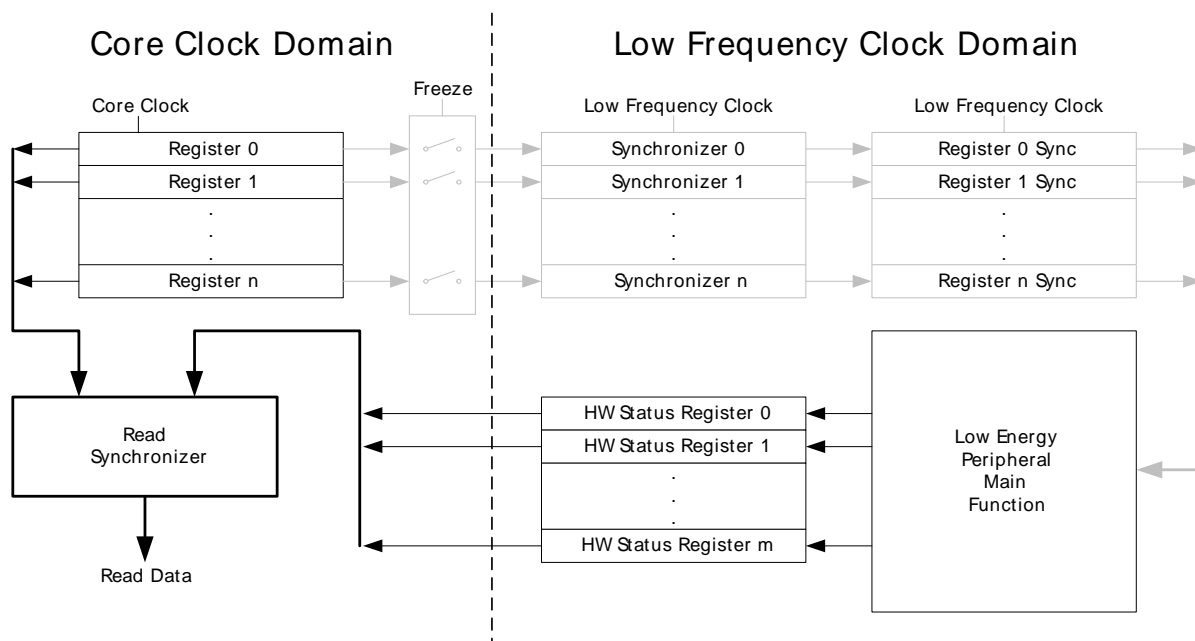 Core Clock Domain
Low Frequency Clock Domain
Freeze
Core Clock
Low Frequency Clock
Low Frequency Clock
Register 0
Synchronizer 0
Register 0 Sync
Register 1
Synchronizer 1
Register 1 Sync
.
.
.
.
.
.
.
.
.
Register n
Synchronizer n
Register n Sync
HW Status Register 0
HW Status Register 1
.
.
.
HW Status Register m
Read
Synchronizer
Low Energy
Peripheral
Main
Function
Read Data